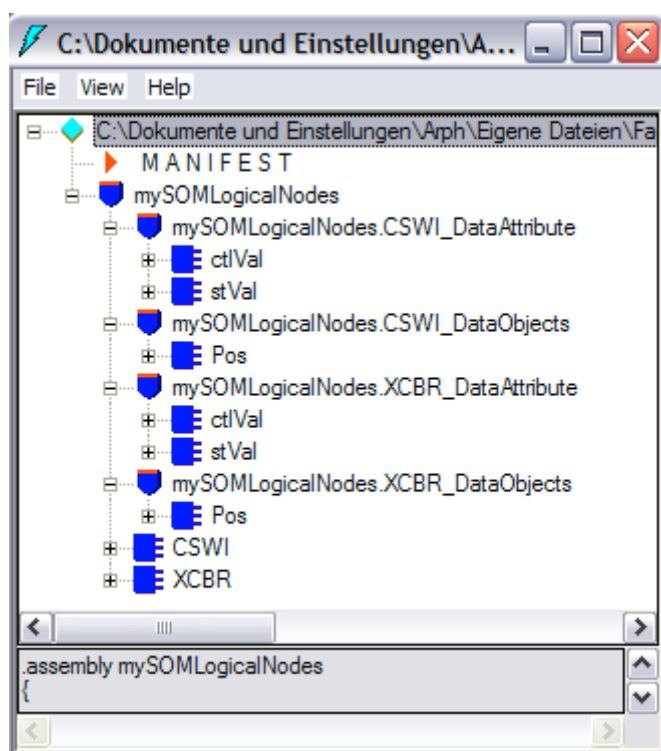 C:\Dokumente und Einstellungen\A...
File View Help
C:\Dokumente und Einstellungen\Arph\Eigene Dateien\Fa
M A N I F E S T
mySOMLogicalNodes
mySOMLogicalNodes.CSWI_DataAttribute
ctlVal
stVal
mySOMLogicalNodes.CSWI_DataObjects
Pos
mySOMLogicalNodes.XCBR_DataAttribute
ctlVal
stVal
mySOMLogicalNodes.XCBR_DataObjects
Pos
CSWI
XCBR
.assembly mySOMLogicalNodes
{